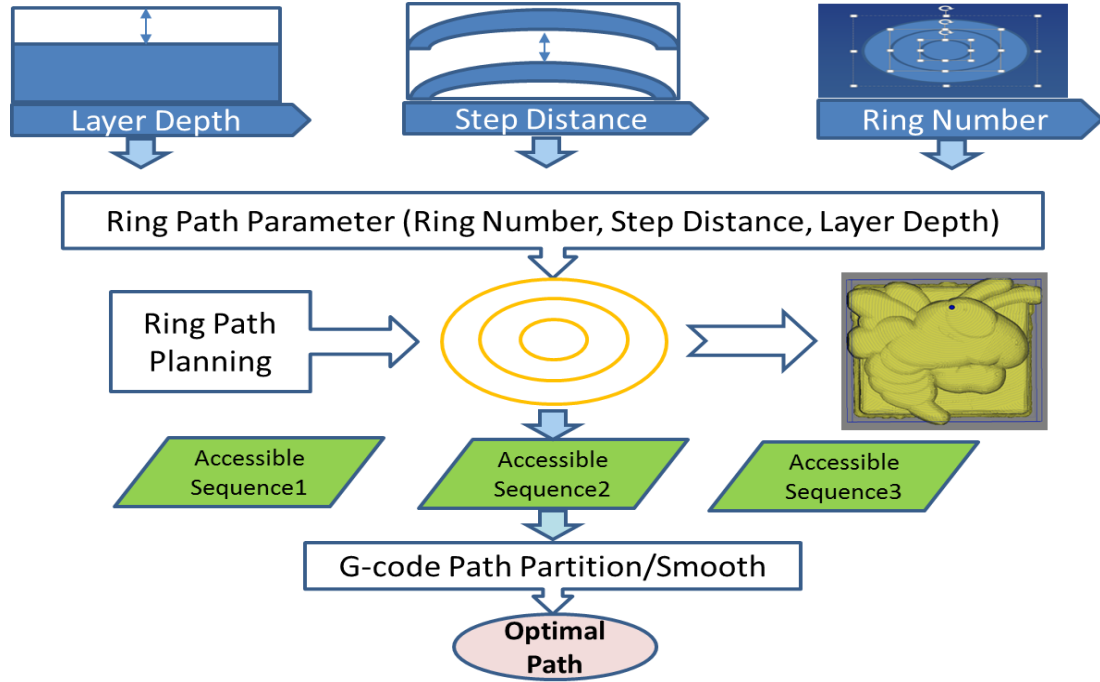 Layer Depth
Step Distance
Ring Number
Ring Path Parameter (Ring Number, Step Distance, Layer Depth)
Ring Path
Planning
Accessible
Sequence1
Accessible
Sequence2
Accessible
Sequence3
G-code Path Partition/Smooth
Optimal
Path